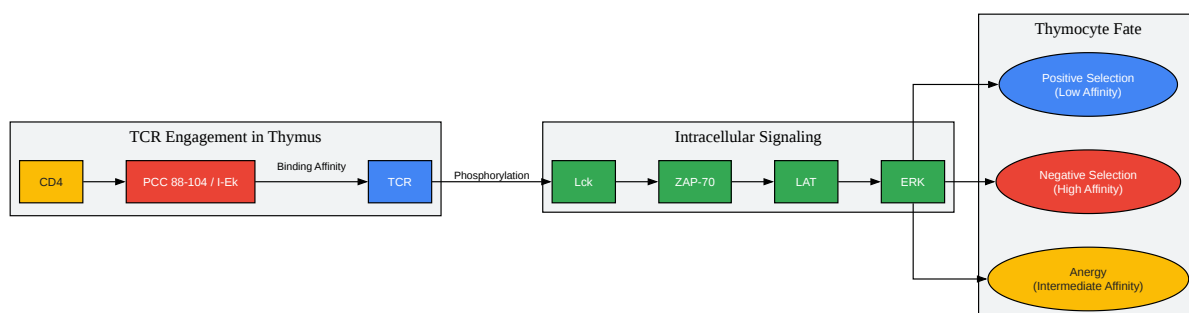 Thymocyte Fate
Positive Selection
(Low Affinity)
TCR Engagement in Thymus
Intracellular Signaling
CD4
PCC 88-104 / I-Ek
Binding Affinity
TCR
Phosphorylation
Lck
ZAP-70
LAT
ERK
Negative Selection
(High Affinity)
Anergy
(Intermediate Affinity)